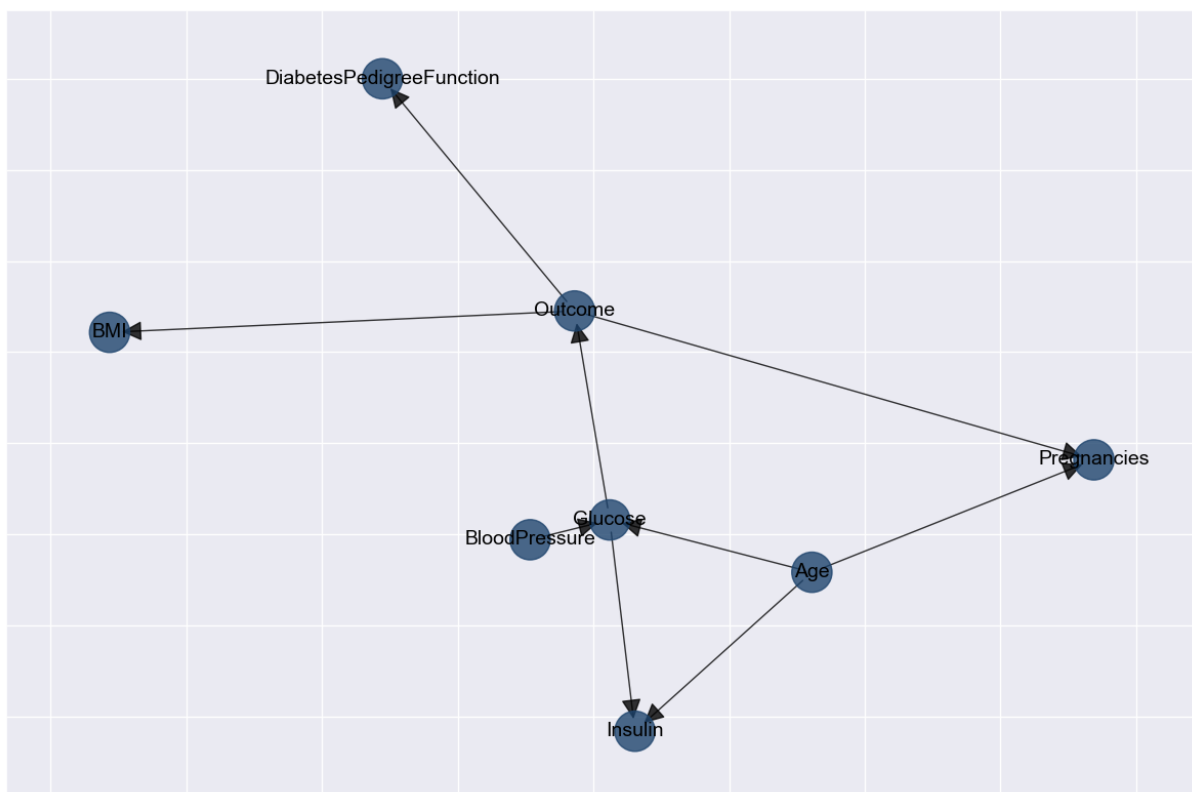 DiabetesPedigreeFunction
Outcome
BMI
Pregnancies
Glucose
BloodPressure
Age
Insulin